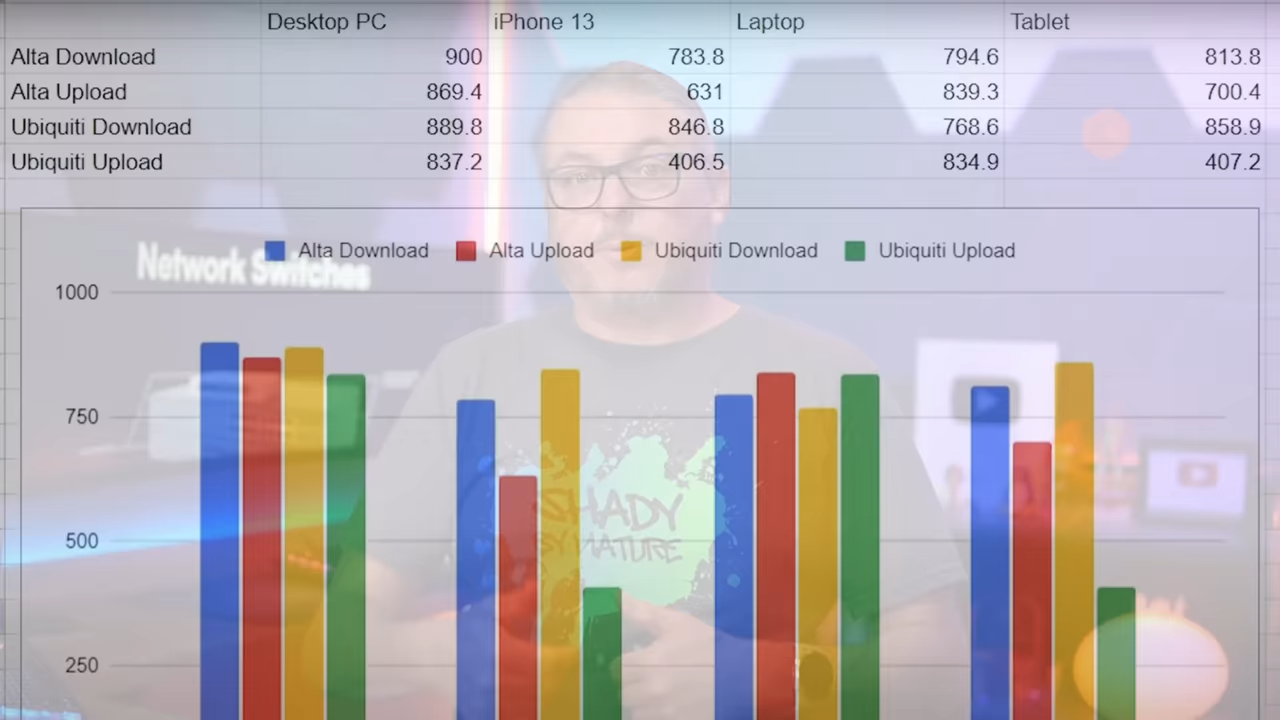 Desktop PC iPhone 13 Laptop Tablet
Alta Download 900 783.8 794.6 813.8
Alta Upload 869.4 631 839.3 700.4
Ubiquiti Download 889.8 846.8 768.6 858.9
Ubiquiti Upload 837.2 406.5 834.9 407.2
Network Switches
Alta Download Alta Upload Ubiquiti Download Ubiquiti Upload
1000
750
500
250
SHADY
BY NATURE